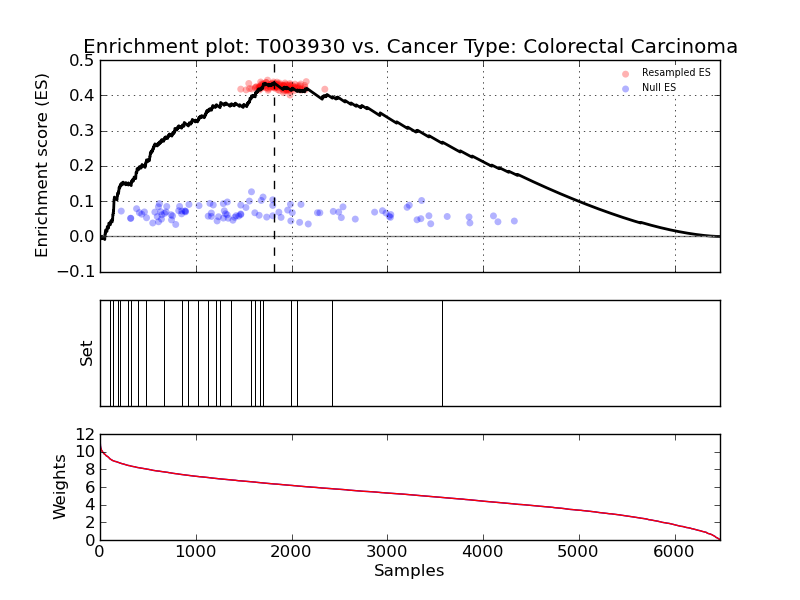 Enrichment plot: T003930 vs. Cancer Type: Colorectal Carcinoma
0.5
0.4
0.3
0.2
0.1
0.0
−0.1
Enrichment score (ES)
Resampled ES
Null ES
Set
12
10
8
6
4
2
0
Weights
0 1000 2000 3000 4000 5000 6000
Samples